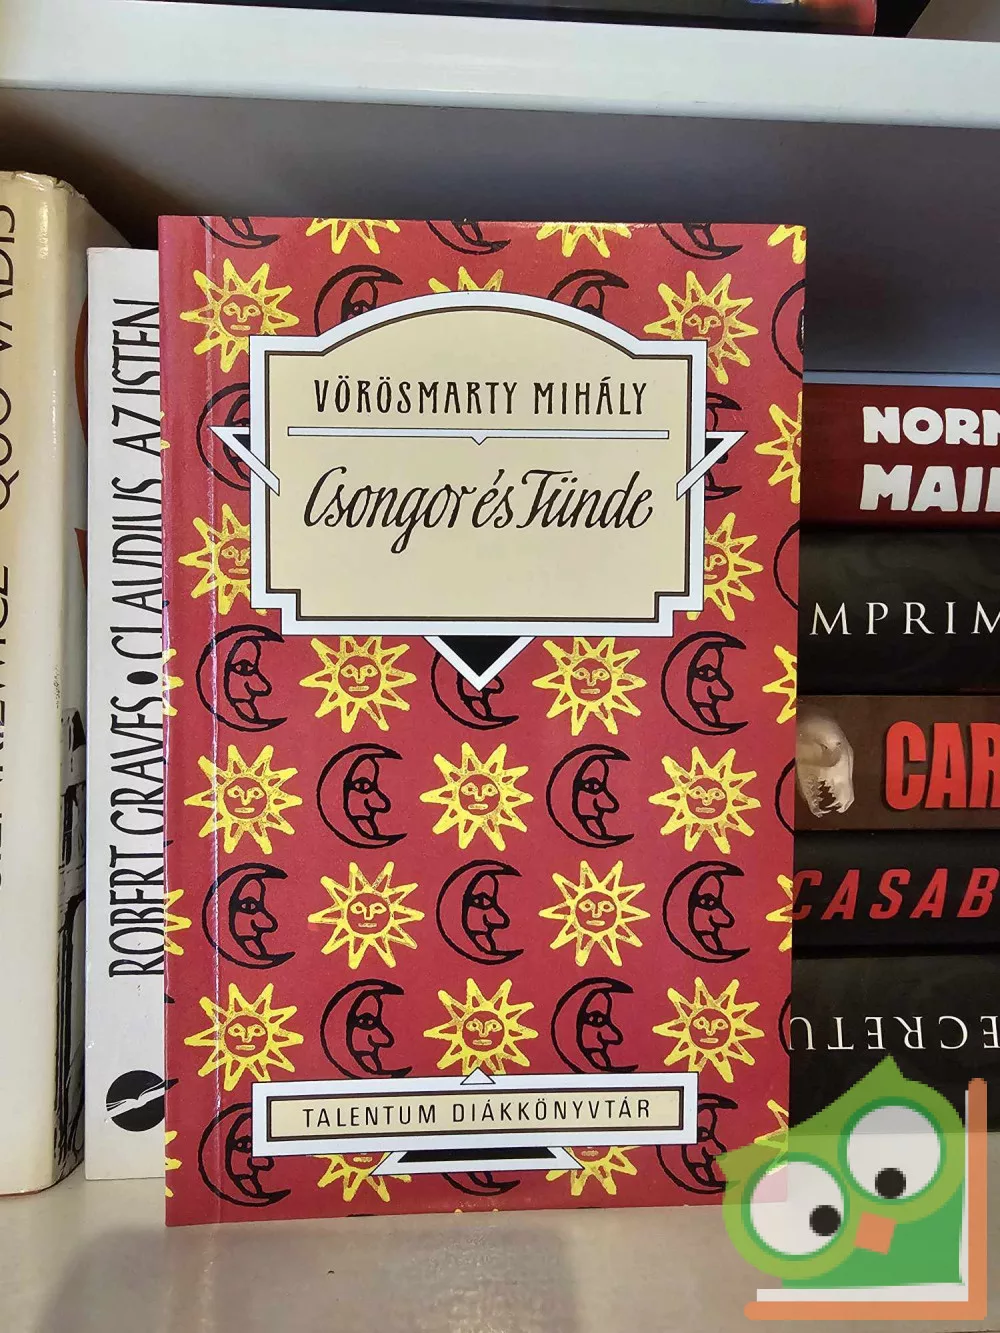 VÖRÖSMARTY MIHÁLY
Csongor és Tünde
TALENTUM DIÁKKÖNYVTÁR
QUO VADIS
ROBERT GRAVES • CLAUDIUS AZ ISTEN
NORM
MAI
MPRIM
CAR
CASAB
ECRETU